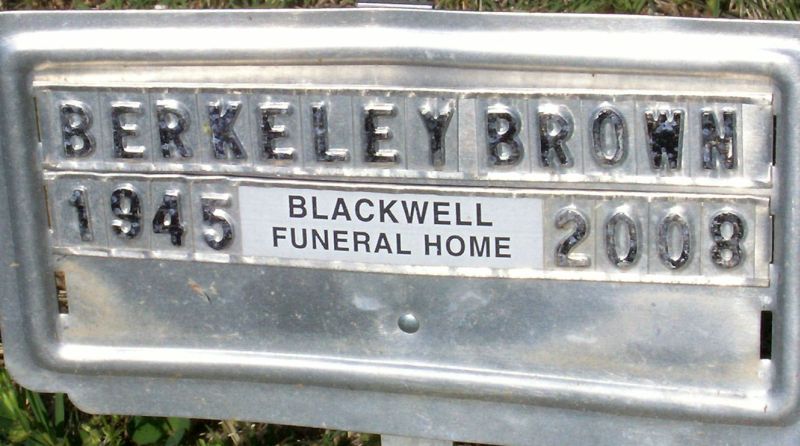 BERKELEY BROWN
1945 BLACKWELL FUNERAL HOME 2008